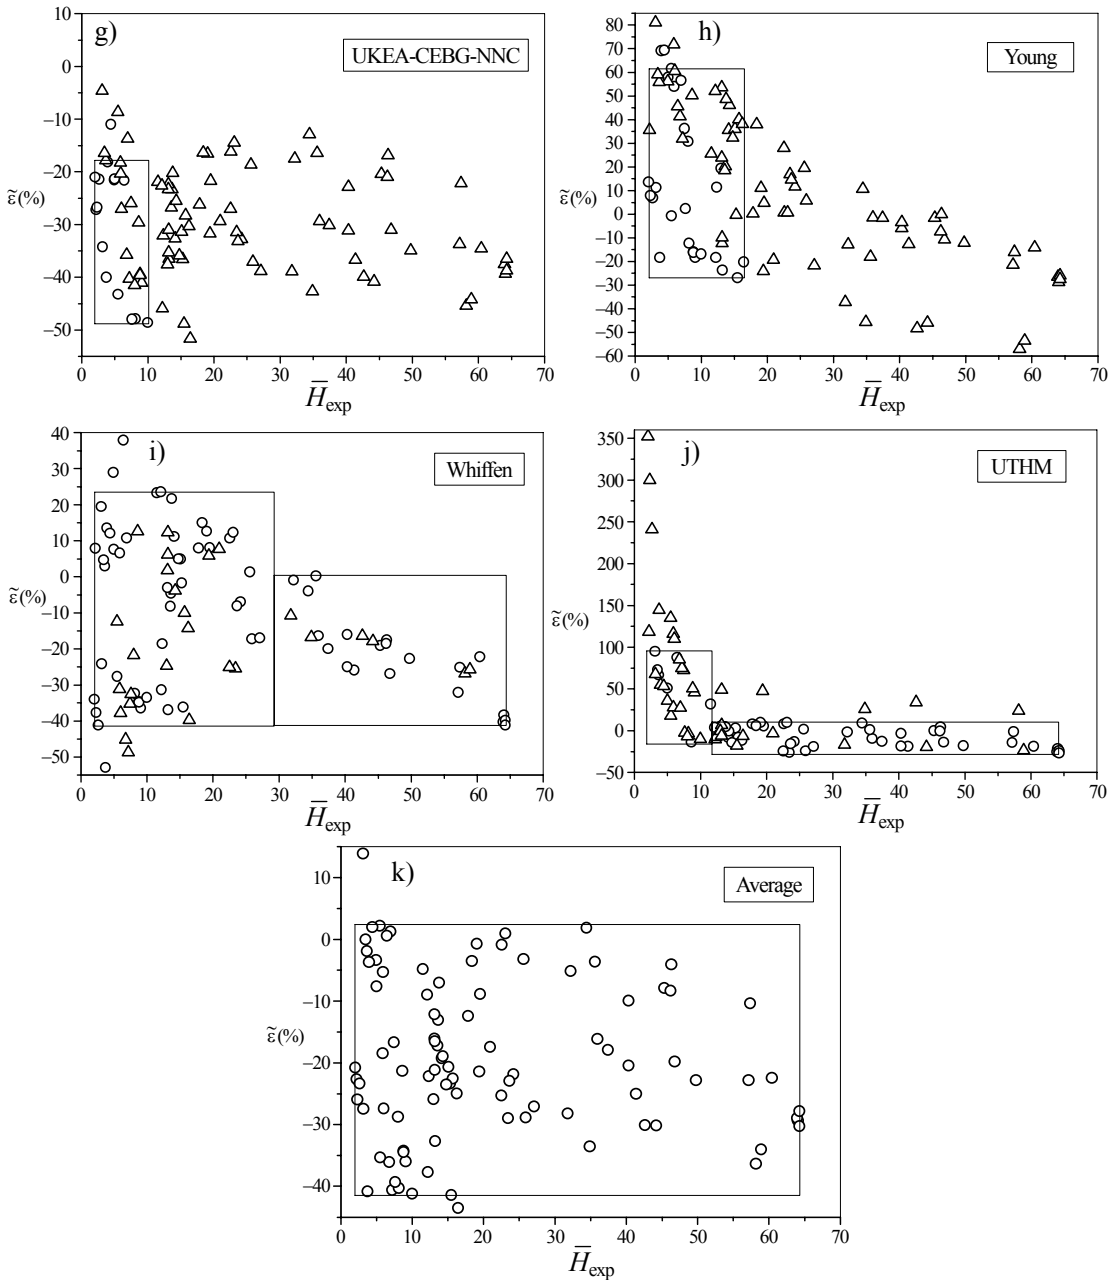 g)
UKEA-CEBG-NNC
10
0
−10
−20
−30
−40
−50
ε̃(%)
0 10 20 30 40 50 60 70
H̅exp
h)
Young
80
70
60
50
40
30
20
10
0
−10
−20
−30
−40
−50
−60
ε̃(%)
0 10 20 30 40 50 60 70
H̅exp
i)
Whiffen
40
30
20
10
0
−10
−20
−30
−40
−50
ε̃(%)
0 10 20 30 40 50 60 70
H̅exp
j)
UTHM
350
300
250
200
150
100
50
0
−50
ε̃(%)
0 10 20 30 40 50 60 70
H̅exp
k)
Average
10
0
−10
−20
−30
−40
ε̃(%)
0 10 20 30 40 50 60 70
H̅exp